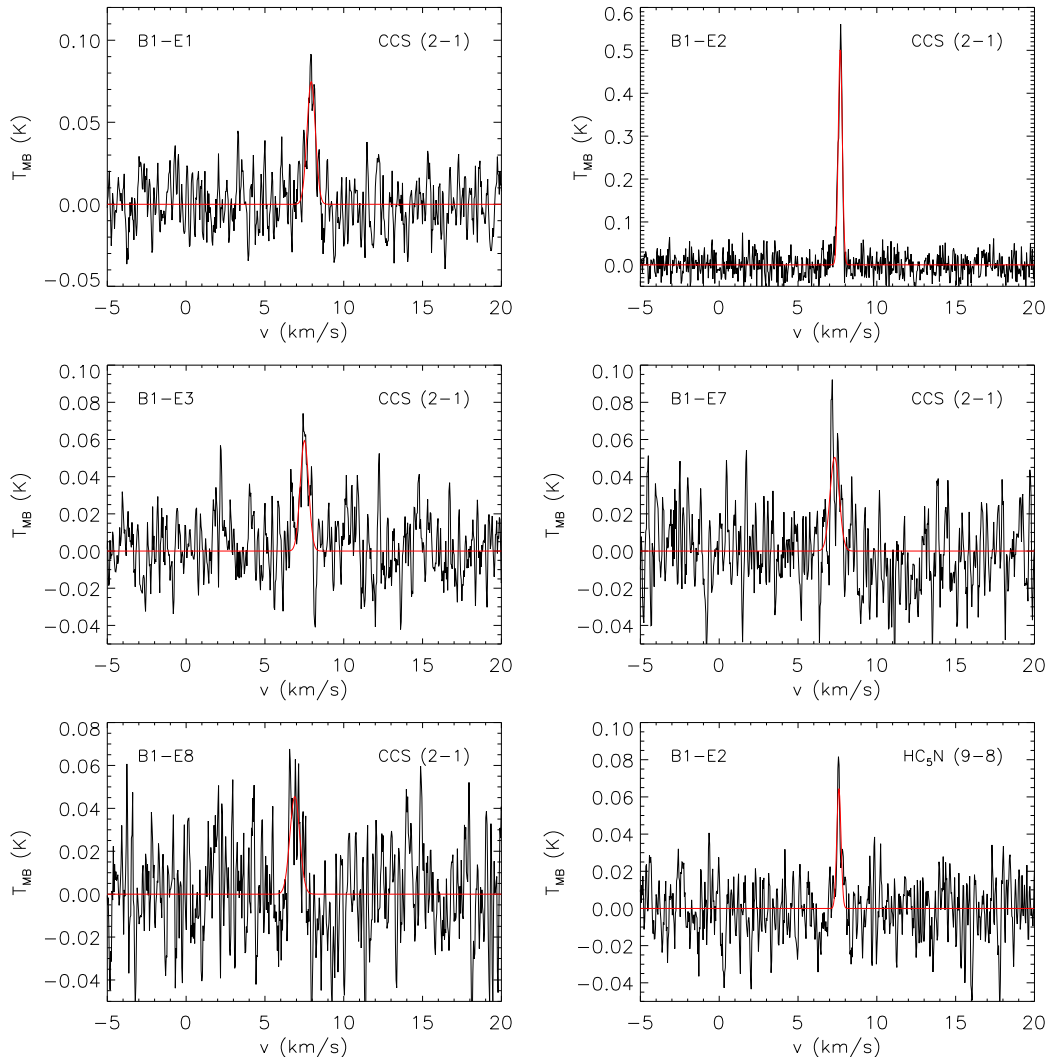 B1-E1 CCS (2-1)
0.10
0.05
0.00
-0.05
T_MB (K)
-5 0 5 10 15 20
v (km/s)
B1-E2 CCS (2-1)
0.6
0.5
0.4
0.3
0.2
0.1
0.0
T_MB (K)
-5 0 5 10 15 20
v (km/s)
B1-E3 CCS (2-1)
0.10
0.08
0.06
0.04
0.02
0.00
-0.02
-0.04
T_MB (K)
-5 0 5 10 15 20
v (km/s)
B1-E7 CCS (2-1)
0.10
0.08
0.06
0.04
0.02
0.00
-0.02
-0.04
T_MB (K)
-5 0 5 10 15 20
v (km/s)
B1-E8 CCS (2-1)
0.08
0.06
0.04
0.02
0.00
-0.02
-0.04
T_MB (K)
-5 0 5 10 15 20
v (km/s)
B1-E2 HC₅N (9-8)
0.10
0.08
0.06
0.04
0.02
0.00
-0.02
-0.04
T_MB (K)
-5 0 5 10 15 20
v (km/s)